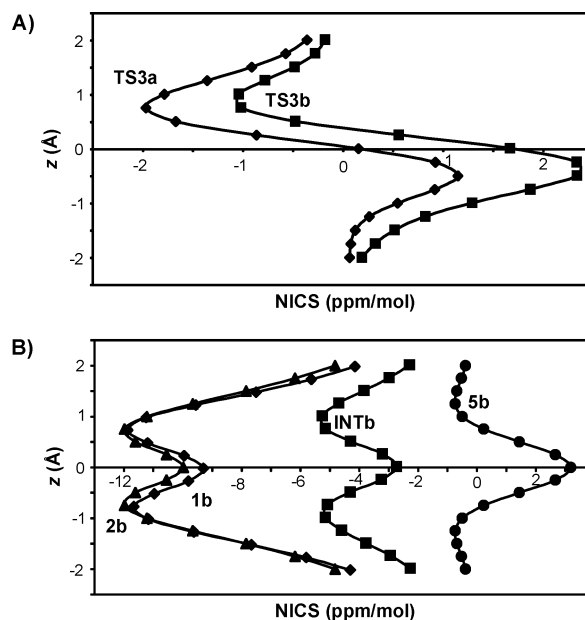 A)
2
TS3a
TS3b
1
z (Å)
0
-2 -1 0 1 2
-1
-2
NICS (ppm/mol)
B)
2
5b
1
INTb
z (Å)
0
-12 -10 -8 -6 -4 -2 0 2
1b
2b
-1
-2
NICS (ppm/mol)